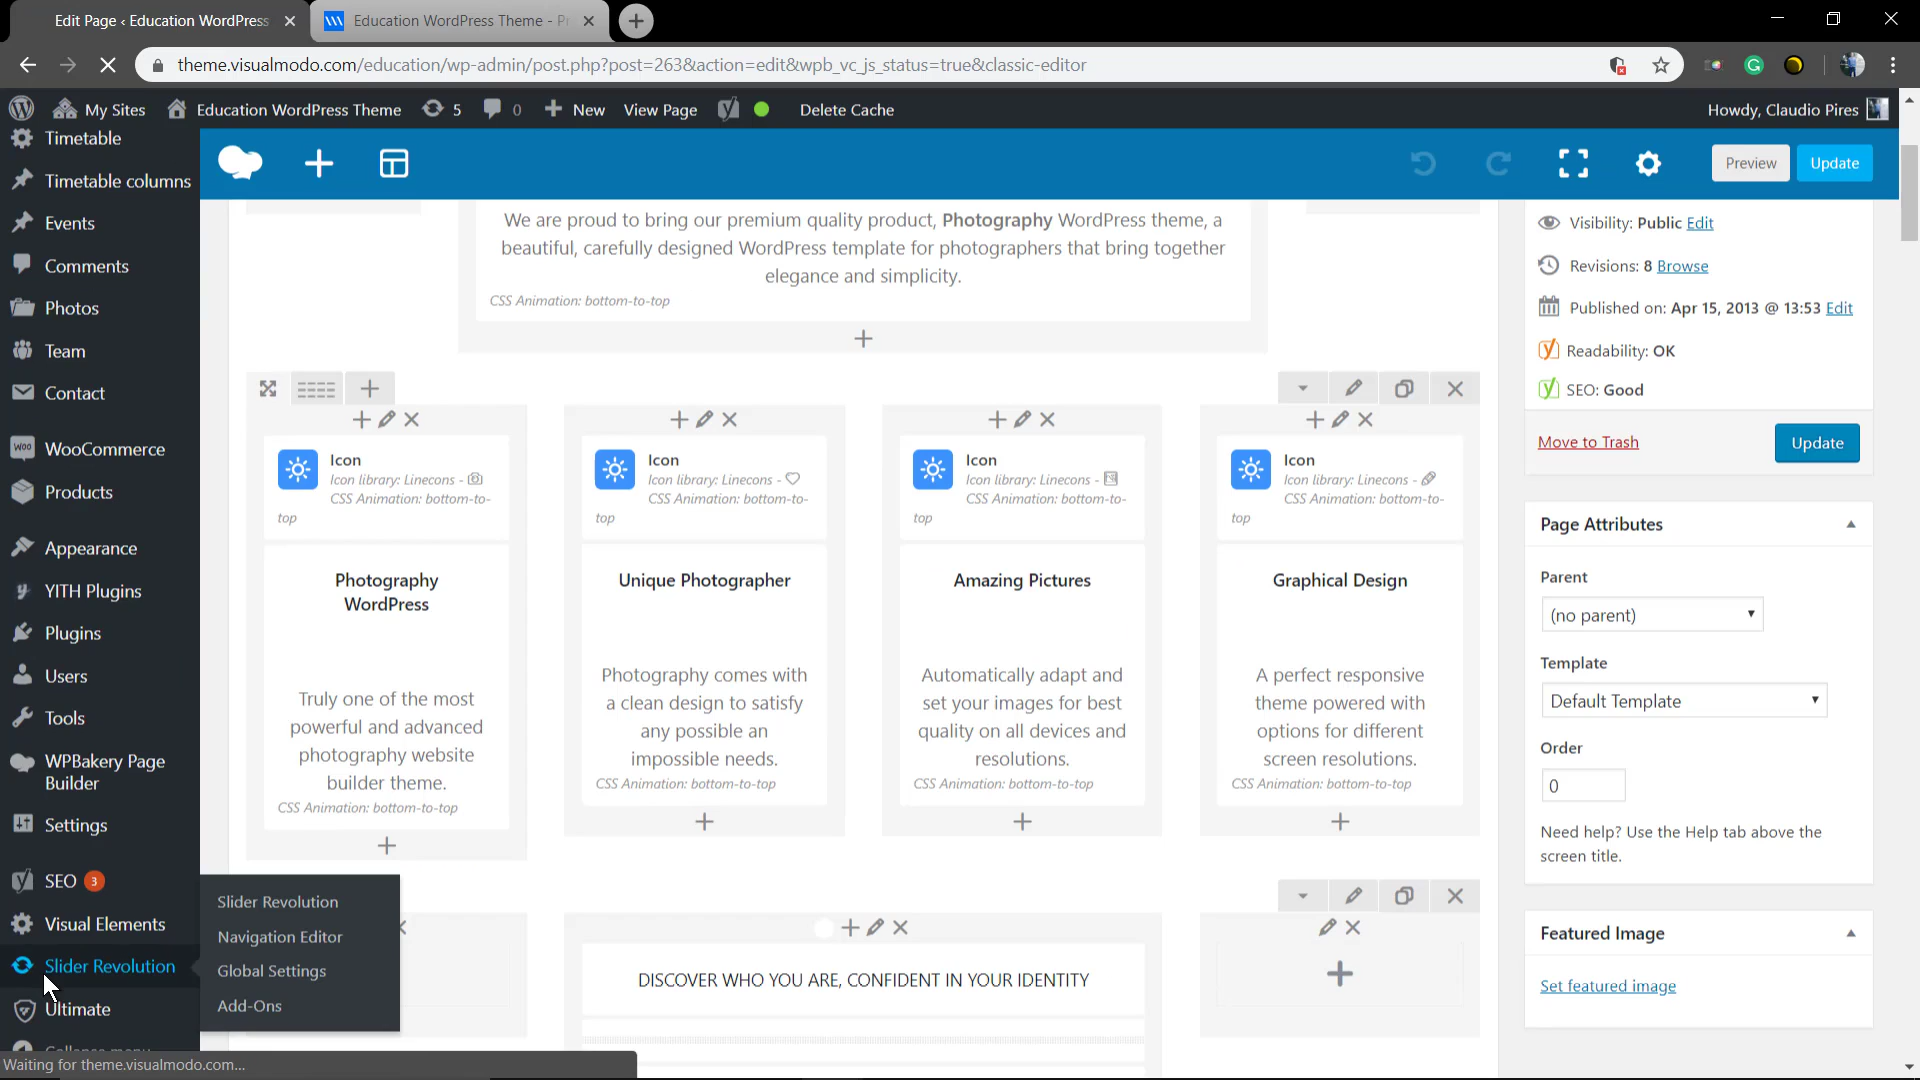 Edit Page ‹ Education WordPress
Education WordPress Theme - Pr
theme.visualmodo.com/education/wp-admin/post.php?post=263&action=edit&wpb_vc_js_status=true&classic-editor
My Sites
Education WordPress Theme
5
0
New
View Page
Delete Cache
Howdy, Claudio Pires
Timetable
Timetable columns
Events
Comments
Photos
Team
Contact
WooCommerce
Products
Appearance
YITH Plugins
Plugins
Users
Tools
WPBakery Page
Builder
Settings
SEO 3
Visual Elements
Slider Revolution
Ultimate
Collapse menu
Slider Revolution
Navigation Editor
Global Settings
Add-Ons
Waiting for theme.visualmodo.com...
Preview
Update
We are proud to bring our premium quality product, Photography WordPress theme, a
beautiful, carefully designed WordPress template for photographers that bring together
elegance and simplicity.
CSS Animation: bottom-to-top
Icon
Icon library: Linecons -
CSS Animation: bottom-to-
top
Photography
WordPress
Truly one of the most
powerful and advanced
photography website
builder theme.
CSS Animation: bottom-to-top
Icon
Icon library: Linecons -
CSS Animation: bottom-to-
top
Unique Photographer
Photography comes with
a clean design to satisfy
any possible an
impossible needs.
CSS Animation: bottom-to-top
Icon
Icon library: Linecons -
CSS Animation: bottom-to-
top
Amazing Pictures
Automatically adapt and
set your images for best
quality on all devices and
resolutions.
CSS Animation: bottom-to-top
Icon
Icon library: Linecons -
CSS Animation: bottom-to-
top
Graphical Design
A perfect responsive
theme powered with
options for different
screen resolutions.
CSS Animation: bottom-to-top
DISCOVER WHO YOU ARE, CONFIDENT IN YOUR IDENTITY
Visibility: Public Edit
Revisions: 8 Browse
Published on: Apr 15, 2013 @ 13:53 Edit
Readability: OK
SEO: Good
Move to Trash
Update
Page Attributes
Parent
(no parent)
Template
Default Template
Order
0
Need help? Use the Help tab above the
screen title.
Featured Image
Set featured image